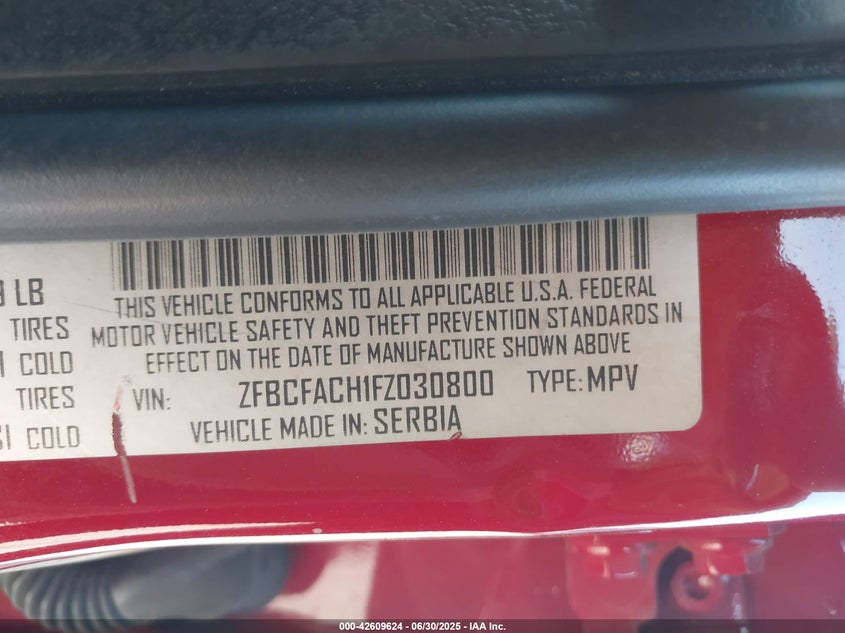 LB
THIS VEHICLE CONFORMS TO ALL APPLICABLE U.S.A. FEDERAL
TIRES
MOTOR VEHICLE SAFETY AND THEFT PREVENTION STANDARDS IN
COLD
EFFECT ON THE DATE OF MANUFACTURE SHOWN ABOVE
TIRES
VIN: ZFBCFACH1FZ030800 TYPE: MPV
COLD
VEHICLE MADE IN: SERBIA
000-42609624 - 06/30/2025 - IAA Inc.